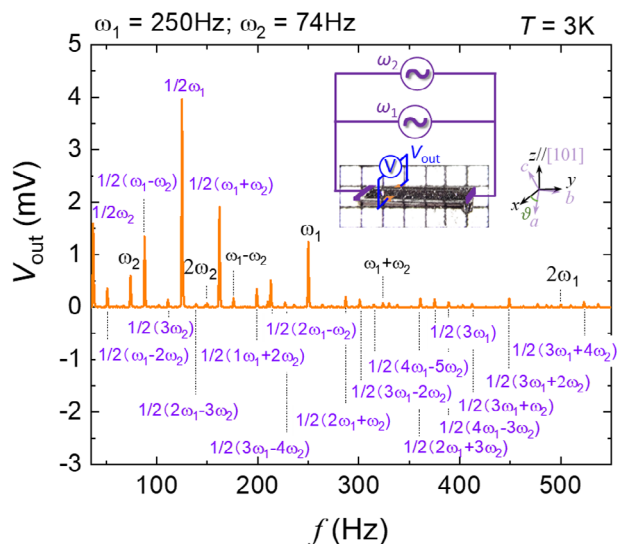 ω₁ = 250Hz; ω₂ = 74Hz
T = 3K
V_out (mV)
5
4
3
2
1
0
-1
-2
-3
1/2ω₁
1/2(ω₁-ω₂)
1/2(ω₁+ω₂)
1/2ω₂
ω₂
2ω₂
ω₁-ω₂
ω₁
ω₁+ω₂
2ω₁
ω₂
ω₁
V_out
V
z//[101]
c
y
b
x
ϑ
a
1/2(3ω₂)
1/2(2ω₁-ω₂)
1/2(3ω₁)
1/2(ω₁-2ω₂)
1/2(1ω₁+2ω₂)
1/2(4ω₁-5ω₂)
1/2(3ω₁+4ω₂)
1/2(3ω₁-2ω₂)
1/2(3ω₁+2ω₂)
1/2(2ω₁-3ω₂)
1/2(2ω₁+ω₂)
1/2(3ω₁+ω₂)
1/2(4ω₁-3ω₂)
1/2(3ω₁-4ω₂)
1/2(2ω₁+3ω₂)
100
200
300
400
500
f (Hz)